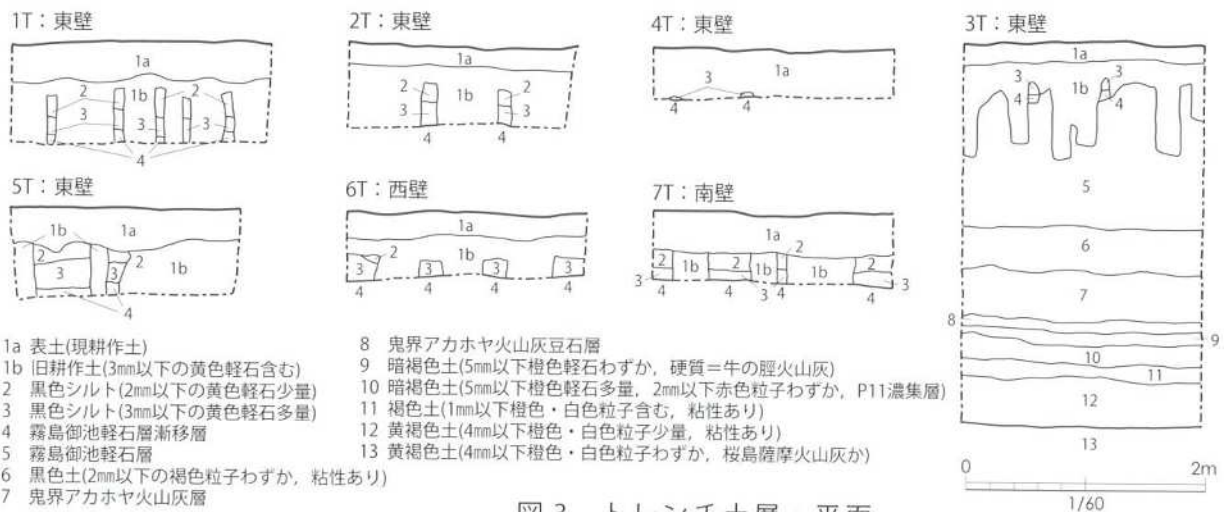 1T：東壁
1a
2
1b
2
3
3
3
4
2T：東壁
1a
2
1b
2
3
3
4
4
4T：東壁
1a
3
4
3T：東壁
1a
3
4
1b
3
4
5
6
7
8
9
10
11
12
13
5T：東壁
1b
1a
2
3
3
2
1b
4
6T：西壁
1a
2
1b
3
3
3
3
4
4
4
4
7T：南壁
1a
2
2
1b
2
1b
1b
2
3
3
3
4
4
4
1a 表土(現耕作土)
1b 旧耕作土(3㎜以下の黄色軽石含む)
2 黒色シルト(2㎜以下の黄色軽石少量)
3 黒色シルト(3㎜以下の黄色軽石多量)
4 霧島御池軽石層漸移層
5 霧島御池軽石層
6 黒色土(2㎜以下の褐色粒子わずか，粘性あり)
7 鬼界アカホヤ火山灰層
8 鬼界アカホヤ火山灰豆石層
9 暗褐色土(5㎜以下橙色軽石わずか，硬質＝牛の脛火山灰)
10 暗褐色土(5㎜以下橙色軽石多量，2㎜以下赤色粒子わずか，P11濃集層)
11 褐色土(1㎜以下橙色・白色粒子含む，粘性あり)
12 黄褐色土(4㎜以下橙色・白色粒子少量，粘性あり)
13 黄褐色土(4㎜以下橙色・白色粒子わずか，桜島薩摩火山灰か)
0 2m
1/60